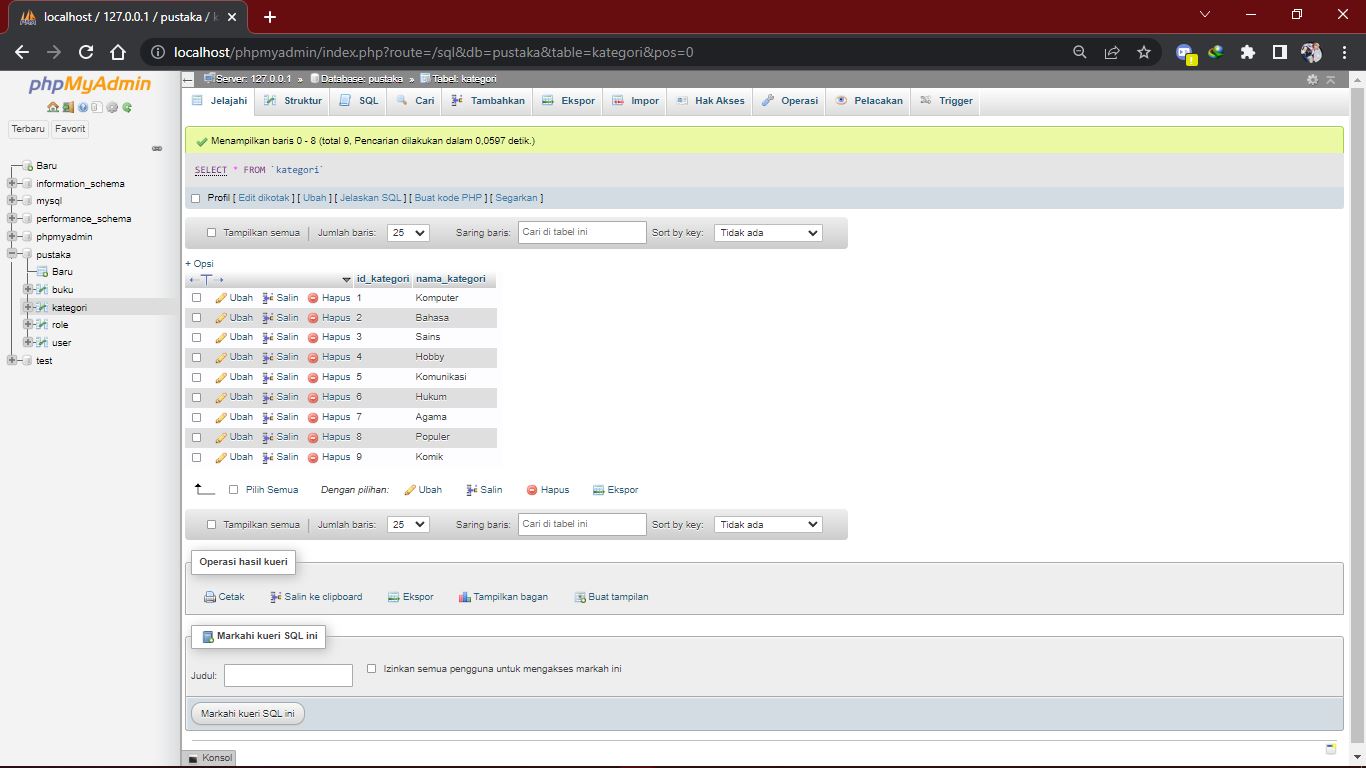 localhost / 127.0.0.1 / pustaka / k
localhost/phpmyadmin/index.php?route=/sql&db=pustaka&table=kategori&pos=0
phpMyAdmin
Terbaru Favorit
Baru
information_schema
mysql
performance_schema
phpmyadmin
pustaka
Baru
buku
kategori
role
user
test
Server: 127.0.0.1 » Database: pustaka » Tabel: kategori
Jelajahi Struktur SQL Cari Tambahkan Ekspor Impor Hak Akses Operasi Pelacakan Trigger
Menampilkan baris 0 - 8 (total 9, Pencarian dilakukan dalam 0,0597 detik.)
SELECT * FROM `kategori`
Profil [ Edit dikotak ] [ Ubah ] [ Jelaskan SQL ] [ Buat kode PHP ] [ Segarkan ]
Tampilkan semua | Jumlah baris: 25 Saring baris: Cari di tabel ini Sort by key: Tidak ada
+ Opsi
←T→ id_kategori nama_kategori
Ubah Salin Hapus 1 Komputer
Ubah Salin Hapus 2 Bahasa
Ubah Salin Hapus 3 Sains
Ubah Salin Hapus 4 Hobby
Ubah Salin Hapus 5 Komunikasi
Ubah Salin Hapus 6 Hukum
Ubah Salin Hapus 7 Agama
Ubah Salin Hapus 8 Populer
Ubah Salin Hapus 9 Komik
Pilih Semua Dengan pilihan: Ubah Salin Hapus Ekspor
Tampilkan semua | Jumlah baris: 25 Saring baris: Cari di tabel ini Sort by key: Tidak ada
Operasi hasil kueri
Cetak Salin ke clipboard Ekspor Tampilkan bagan Buat tampilan
Markahi kueri SQL ini
Judul: Izinkan semua pengguna untuk mengakses markah ini
Markahi kueri SQL ini
Konsol